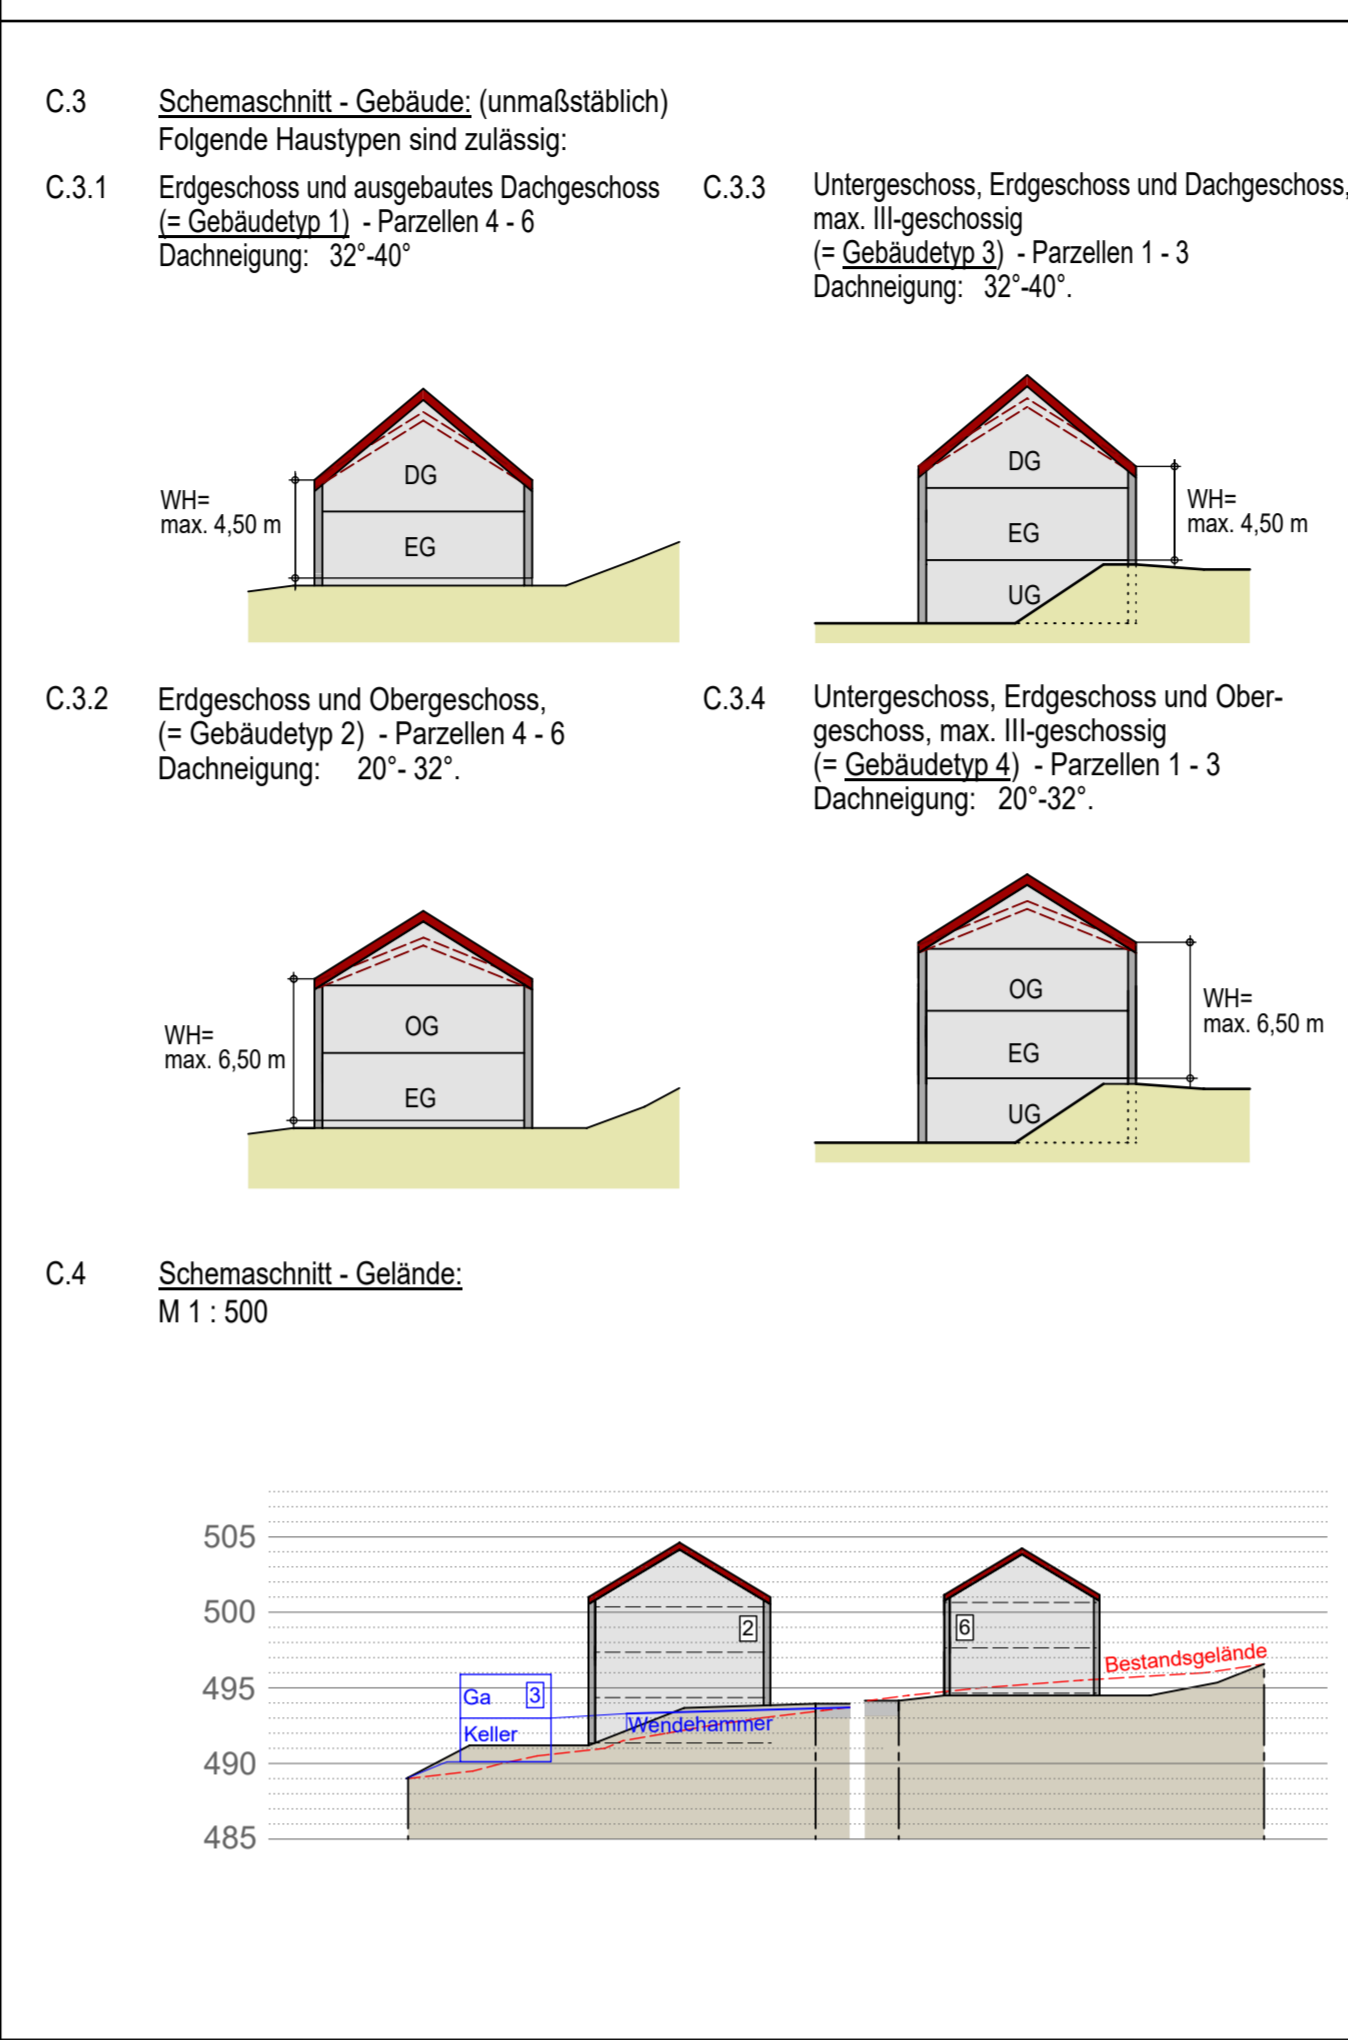 C.3 Schemaschnitt - Gebäude: (unmaßstäblich)
Folgende Haustypen sind zulässig:
C.3.1 Erdgeschoss und ausgebautes Dachgeschoss
(= Gebäudetyp 1) - Parzellen 4 - 6
Dachneigung: 32°-40°
DG
EG
WH=
max. 4,50 m
C.3.3 Untergeschoss, Erdgeschoss und Dachgeschoss,
max. III-geschossig
(= Gebäudetyp 3) - Parzellen 1 - 3
Dachneigung: 32°-40°.
DG
EG
UG
WH=
max. 4,50 m
C.3.2 Erdgeschoss und Obergeschoss,
(= Gebäudetyp 2) - Parzellen 4 - 6
Dachneigung: 20°- 32°.
OG
EG
WH=
max. 6,50 m
C.3.4 Untergeschoss, Erdgeschoss und Ober-
geschoss, max. III-geschossig
(= Gebäudetyp 4) - Parzellen 1 - 3
Dachneigung: 20°-32°.
OG
EG
UG
WH=
max. 6,50 m
C.4 Schemaschnitt - Gelände:
M 1 : 500
505
500
495
490
485
Ga 3
Keller
2
Wendehammer
6
Bestandsgelände